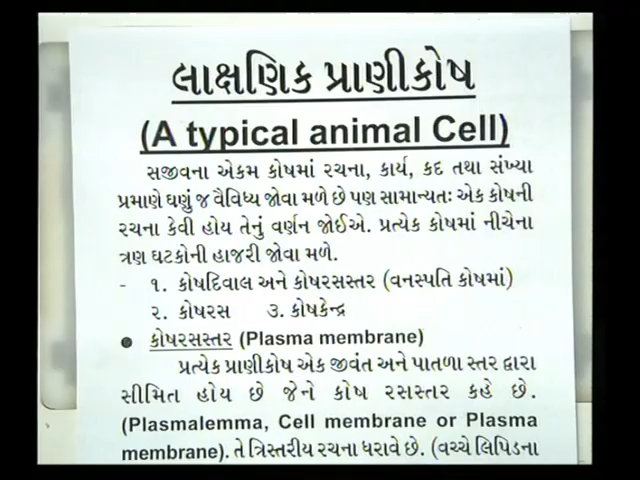 લાક્ષણિક પ્રાણીકોષ
(A typical animal Cell)
સજીવના એકમ કોષમાં રચના, કાર્ય, કદ તથા સંખ્યા
પ્રમાણે ઘણું જ વૈવિધ્ય જોવા મળે છે પણ સામાન્યતઃ એક કોષની
રચના કેવી હોય તેનું વર્ણન જોઈએ. પ્રત્યેક કોષમાં નીચેના
ત્રણ ઘટકોની હાજરી જોવા મળે.
- ૧. કોષદિવાલ અને કોષરસસ્તર (વનસ્પતિ કોષમાં)
૨. કોષરસ ૩. કોષકેન્દ્ર
● કોષરસસ્તર (Plasma membrane)
પ્રત્યેક પ્રાણીકોષ એક જીવંત અને પાતળા સ્તર દ્વારા
સીમિત હોય છે જેને કોષ રસસ્તર કહે છે.
(Plasmalemma, Cell membrane or Plasma
membrane). તે ત્રિસ્તરીય રચના ધરાવે છે. (વચ્ચે લિપિડના